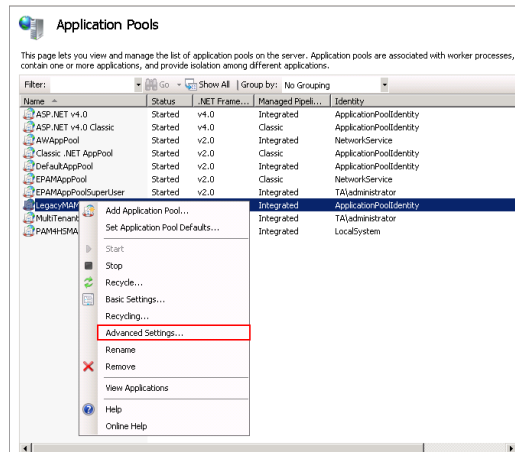 Application Pools
This page lets you view and manage the list of application pools on the server. Application pools are associated with worker processes,
contain one or more applications, and provide isolation among different applications.
Filter: Go Show All Group by: No Grouping
Name Status .NET Frame... Managed Pipeli... Identity
ASP.NET v4.0 Started v4.0 Integrated ApplicationPoolIdentity
ASP.NET v4.0 Classic Started v4.0 Classic ApplicationPoolIdentity
AWAppPool Started v2.0 Integrated NetworkService
Classic .NET AppPool Started v2.0 Classic ApplicationPoolIdentity
DefaultAppPool Started v2.0 Integrated ApplicationPoolIdentity
EPAMAppPool Started v2.0 Classic NetworkService
EPAMAppPoolSuperUser Started v2.0 Integrated TA\administrator
LegacyMAM Integrated ApplicationPoolIdentity
MultiTenant Integrated TA\administrator
PAM4HSMA Integrated LocalSystem
Add Application Pool...
Set Application Pool Defaults...
Start
Stop
Recycle...
Basic Settings...
Recycling...
Advanced Settings...
Rename
Remove
View Applications
Help
Online Help